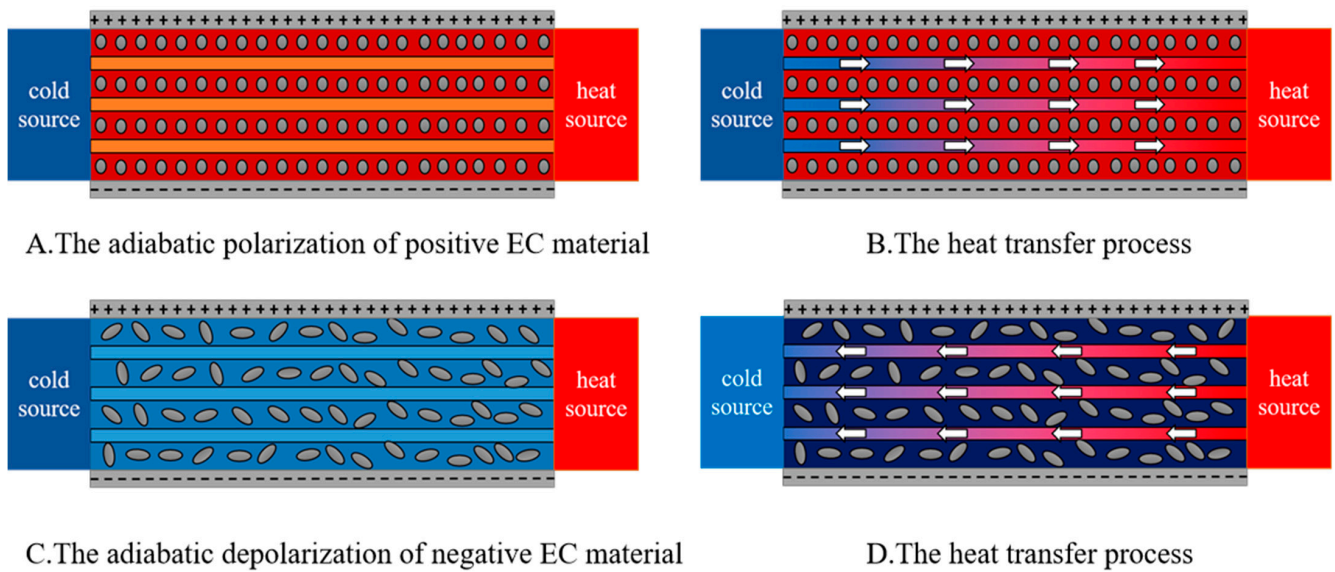 cold
source
heat
source
A.The adiabatic polarization of positive EC material
cold
source
heat
source
B.The heat transfer process
cold
source
heat
source
C.The adiabatic depolarization of negative EC material
cold
source
heat
source
D.The heat transfer process